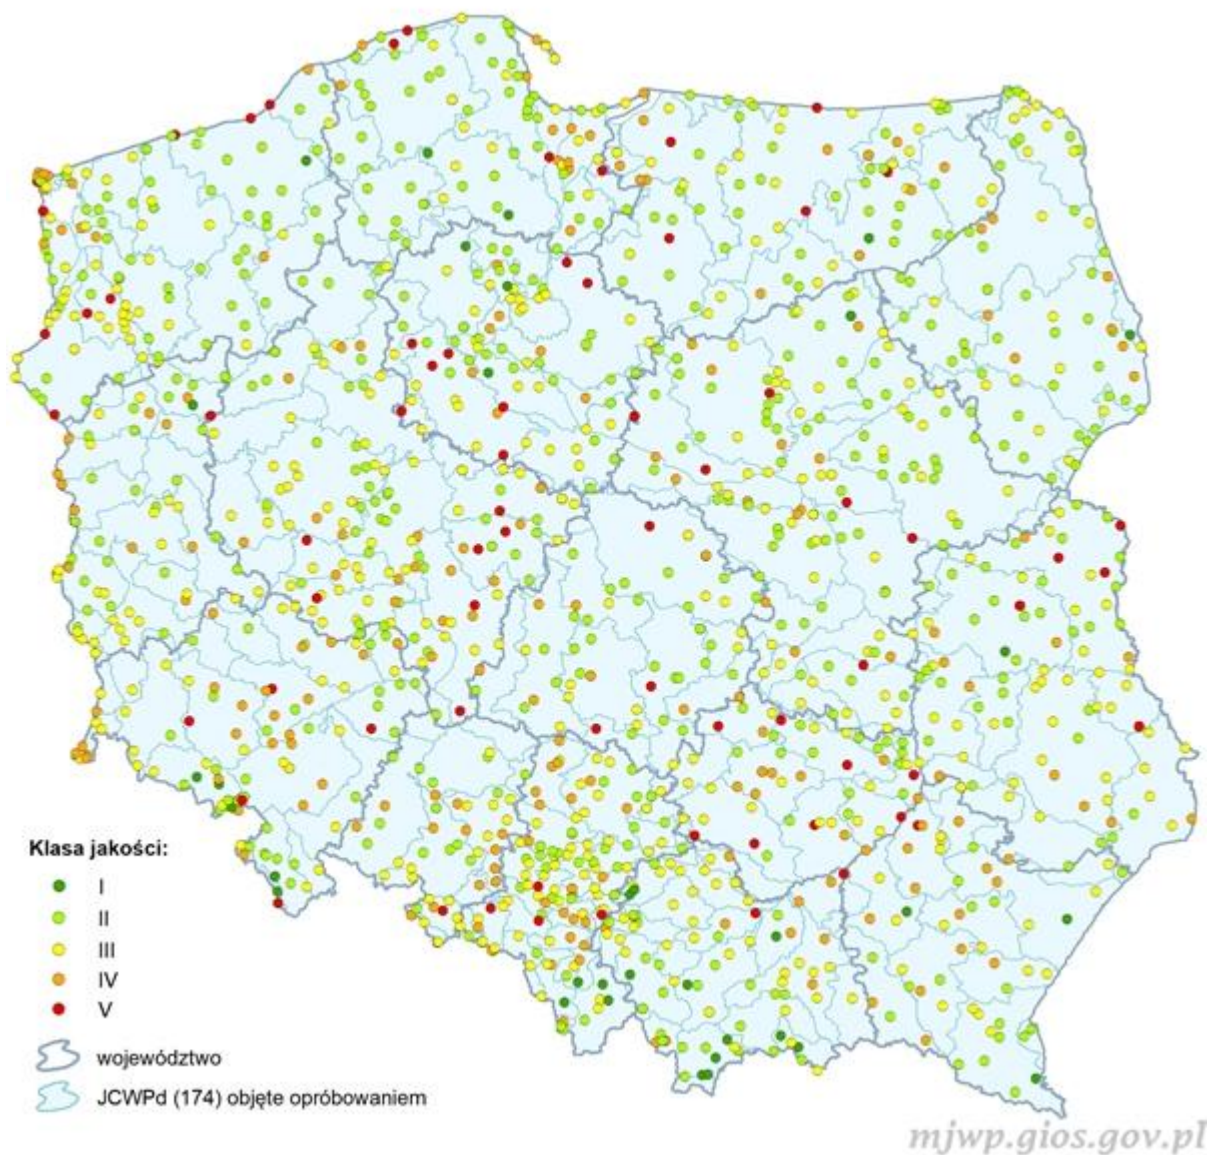 Klasa jakości:
I
II
III
IV
V
województwo
JCWPd (174) objęte opróbowaniem
mjwp.gios.gov.pl